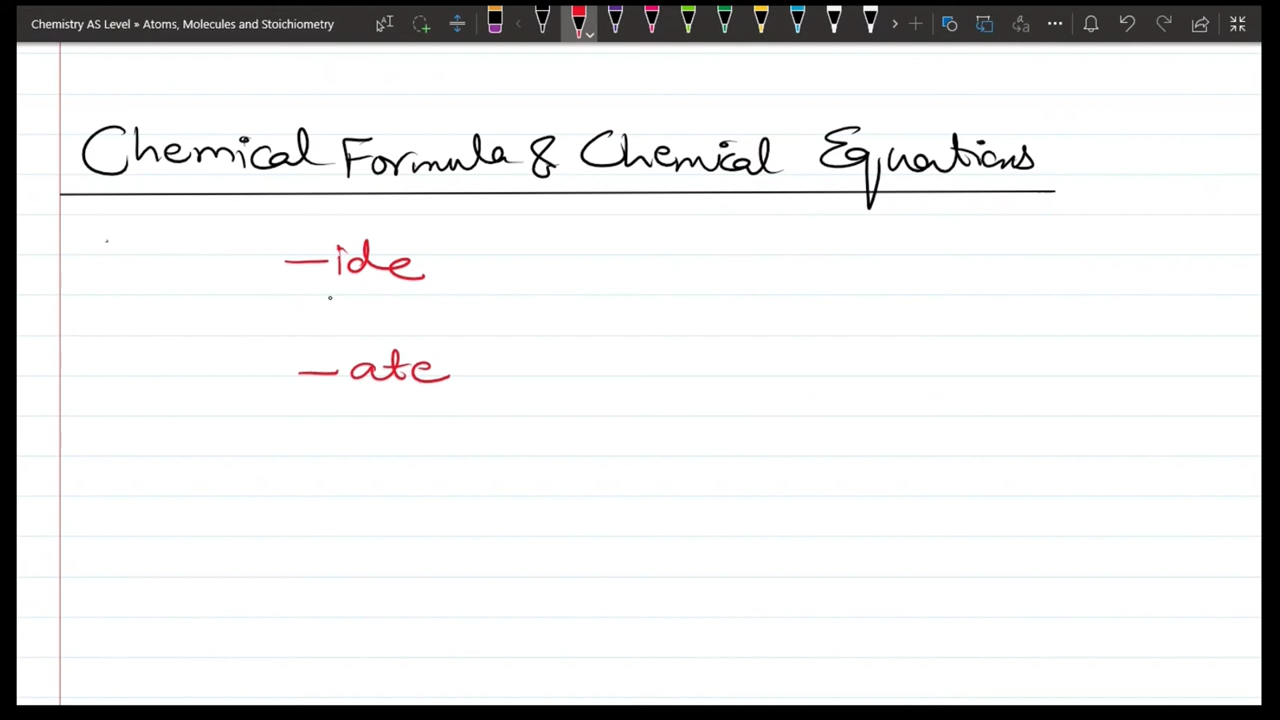 Chemistry AS Level » Atoms, Molecules and Stoichiometry
Chemical Formula & Chemical Equations
—ide
—ate